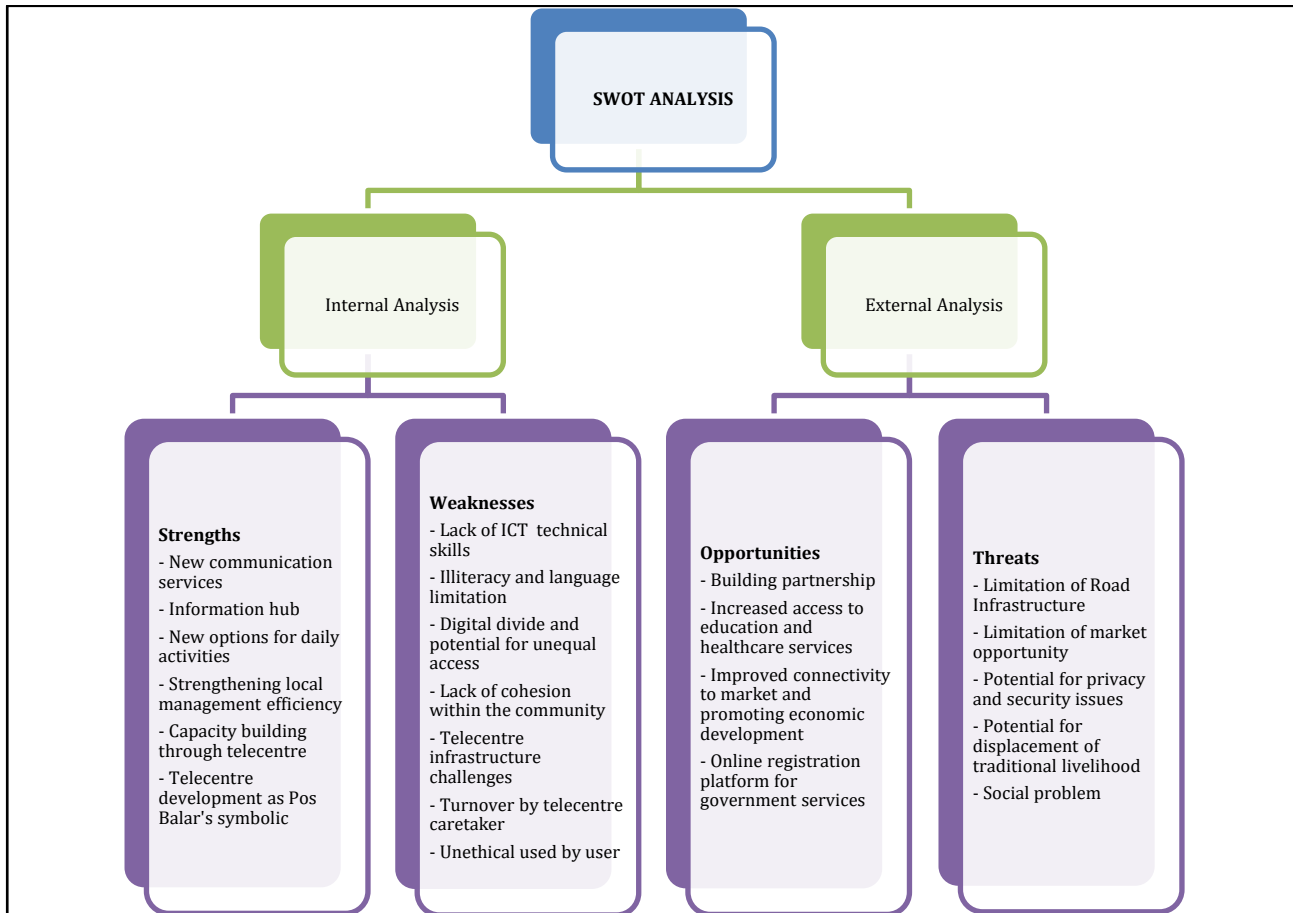 SWOT ANALYSIS
Internal Analysis
External Analysis
Strengths
- New communication
services
- Information hub
- New options for daily
activities
- Strengthening local
management efficiency
- Capacity building
through telecentre
- Telecentre
development as Pos
Balar's symbolic
Weaknesses
- Lack of ICT technical
skills
- Illiteracy and language
limitation
- Digital divide and
potential for unequal
access
- Lack of cohesion
within the community
- Telecentre
infrastructure
challenges
- Turnover by telecentre
caretaker
- Unethical used by user
Opportunities
- Building partnership
- Increased access to
education and
healthcare services
- Improved connectivity
to market and
promoting economic
development
- Online registration
platform for
government services
Threats
- Limitation of Road
Infrastructure
- Limitation of market
opportunity
- Potential for privacy
and security issues
- Potential for
displacement of
traditional livelihood
- Social problem